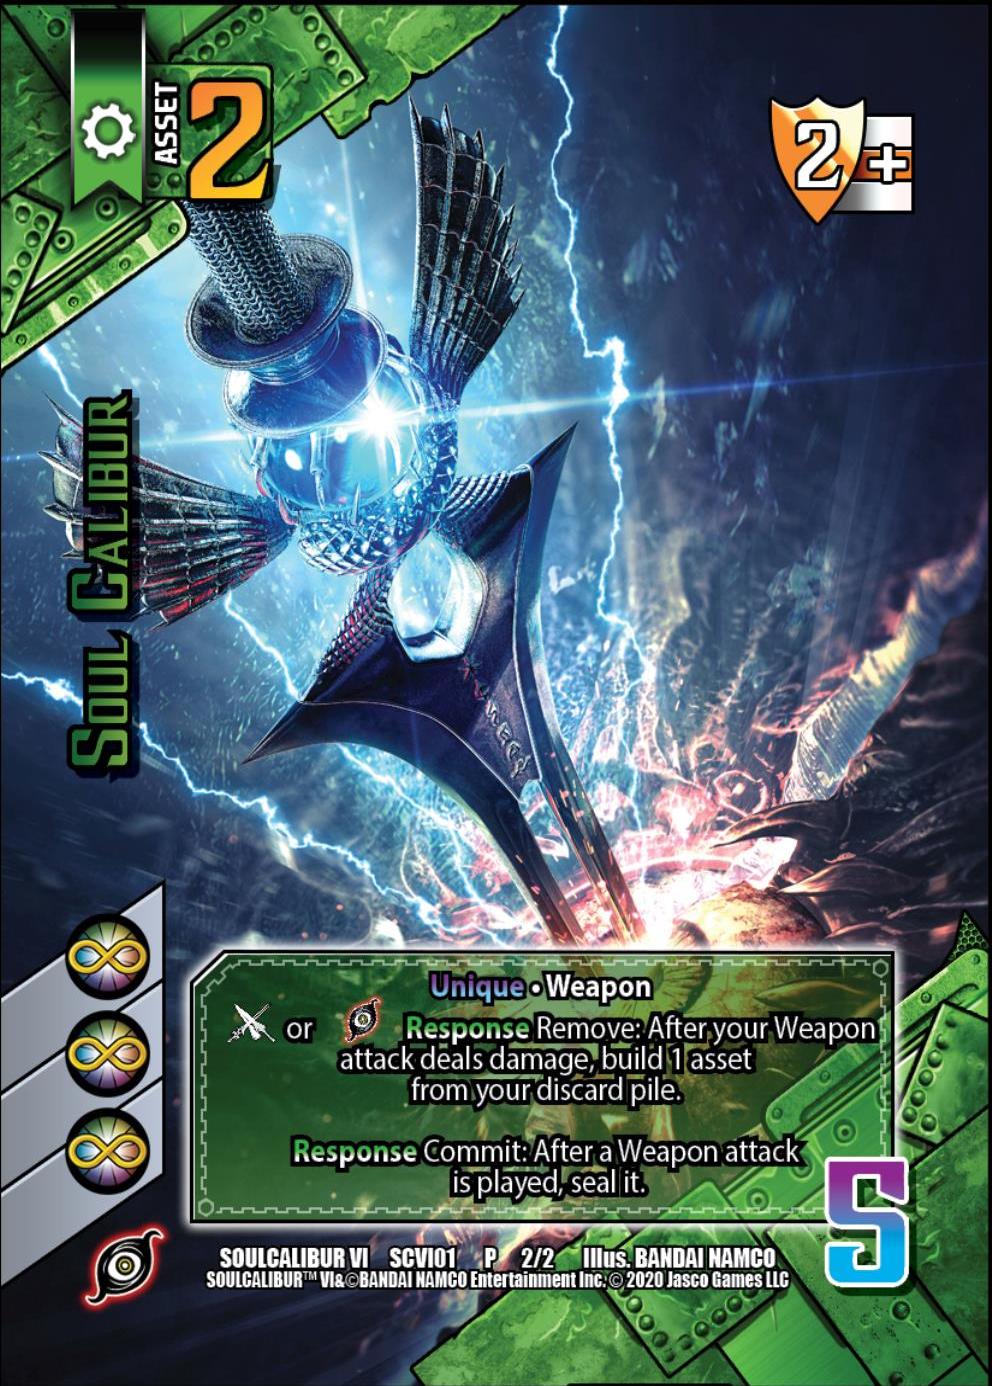 ASSET
2
2
+
SOUL CALIBUR
Unique • Weapon
or Response Remove: After your Weapon
attack deals damage, build 1 asset
from your discard pile.
Response Commit: After a Weapon attack
is played, seal it.
5
SOULCALIBUR VI SCVI01 P 2/2 Illus. BANDAI NAMCO
SOULCALIBUR™ VI&©BANDAI NAMCO Entertainment Inc. © 2020 Jasco Games LLC